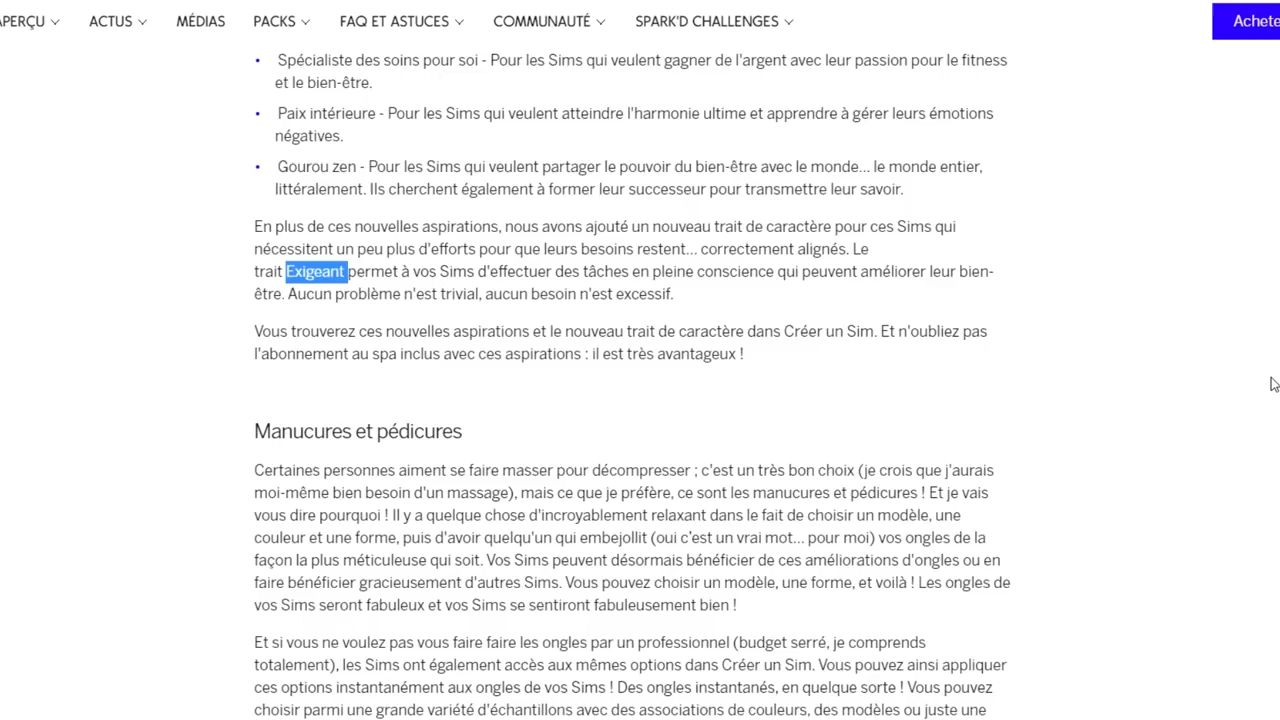 APERÇU ACTUS MÉDIAS PACKS FAQ ET ASTUCES COMMUNAUTÉ SPARK'D CHALLENGES Achete
• Spécialiste des soins pour soi - Pour les Sims qui veulent gagner de l'argent avec leur passion pour le fitness
et le bien-être.
• Paix intérieure - Pour les Sims qui veulent atteindre l'harmonie ultime et apprendre à gérer leurs émotions
négatives.
• Gourou zen - Pour les Sims qui veulent partager le pouvoir du bien-être avec le monde... le monde entier,
littéralement. Ils cherchent également à former leur successeur pour transmettre leur savoir.
En plus de ces nouvelles aspirations, nous avons ajouté un nouveau trait de caractère pour ces Sims qui
nécessitent un peu plus d'efforts pour que leurs besoins restent... correctement alignés. Le
trait Exigeant permet à vos Sims d'effectuer des tâches en pleine conscience qui peuvent améliorer leur bien-
être. Aucun problème n'est trivial, aucun besoin n'est excessif.
Vous trouverez ces nouvelles aspirations et le nouveau trait de caractère dans Créer un Sim. Et n'oubliez pas
l'abonnement au spa inclus avec ces aspirations : il est très avantageux !
Manucures et pédicures
Certaines personnes aiment se faire masser pour décompresser ; c'est un très bon choix (je crois que j'aurais
moi-même bien besoin d'un massage), mais ce que je préfère, ce sont les manucures et pédicures ! Et je vais
vous dire pourquoi ! Il y a quelque chose d'incroyablement relaxant dans le fait de choisir un modèle, une
couleur et une forme, puis d'avoir quelqu'un qui embejollit (oui c’est un vrai mot... pour moi) vos ongles de la
façon la plus méticuleuse qui soit. Vos Sims peuvent désormais bénéficier de ces améliorations d'ongles ou en
faire bénéficier gracieusement d'autres Sims. Vous pouvez choisir un modèle, une forme, et voilà ! Les ongles de
vos Sims seront fabuleux et vos Sims se sentiront fabuleusement bien !
Et si vous ne voulez pas vous faire faire les ongles par un professionnel (budget serré, je comprends
totalement), les Sims ont également accès aux mêmes options dans Créer un Sim. Vous pouvez ainsi appliquer
ces options instantanément aux ongles de vos Sims ! Des ongles instantanés, en quelque sorte ! Vous pouvez
choisir parmi une grande variété d'échantillons avec des associations de couleurs, des modèles ou juste une